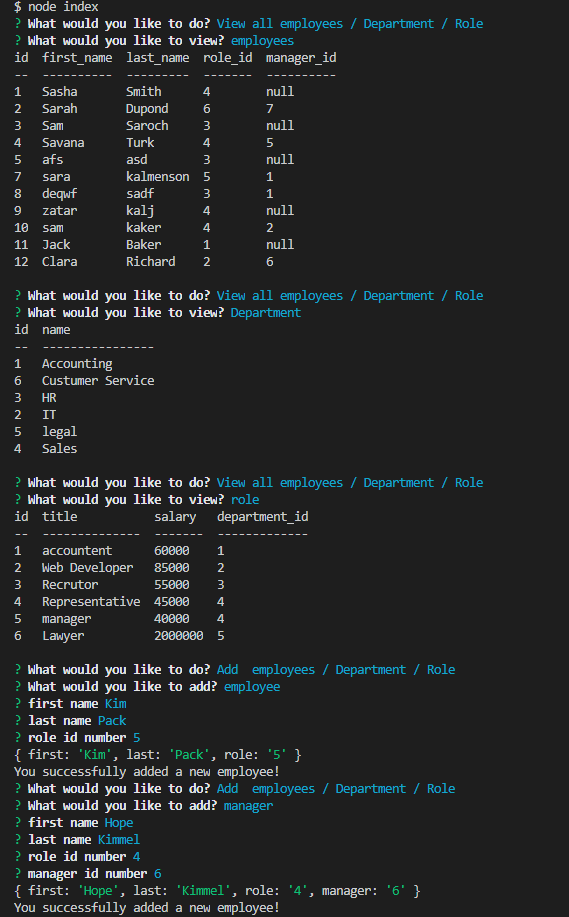 $ node index
? What would you like to do? View all employees / Department / Role
? What would you like to view? employees
id  first_name  last_name  role_id  manager_id
--  ----------  ---------  -------  ----------
1   Sasha       Smith      4        null
2   Sarah       Dupond     6        7
3   Sam         Saroch     3        null
4   Savana      Turk       4        5
5   afs         asd        3        null
7   sara        kalmenson  5        1
8   deqwf       sadf       3        1
9   zatar       kalj       4        null
10  sam         kaker      4        2
11  Jack        Baker      1        null
12  Clara       Richard    2        6
? What would you like to do? View all employees / Department / Role
? What would you like to view? Department
id  name
--  ----------------
1   Accounting
6   Custumer Service
3   HR
2   IT
5   legal
4   Sales
? What would you like to do? View all employees / Department / Role
? What would you like to view? role
id  title           salary   department_id
--  --------------  -------  -------------
1   accountent      60000    1
2   Web Developer   85000    2
3   Recrutor        55000    3
4   Representative  45000    4
5   manager         40000    4
6   Lawyer          2000000  5
? What would you like to do? Add  employees / Department / Role
? What would you like to add? employee
? first name Kim
? last name Pack
? role id number 5
{ first: 'Kim', last: 'Pack', role: '5' }
You successfully added a new employee!
? What would you like to do? Add  employees / Department / Role
? What would you like to add? manager
? first name Hope
? last name Kimmel
? role id number 4
? manager id number 6
{ first: 'Hope', last: 'Kimmel', role: '4', manager: '6' }
You successfully added a new employee!